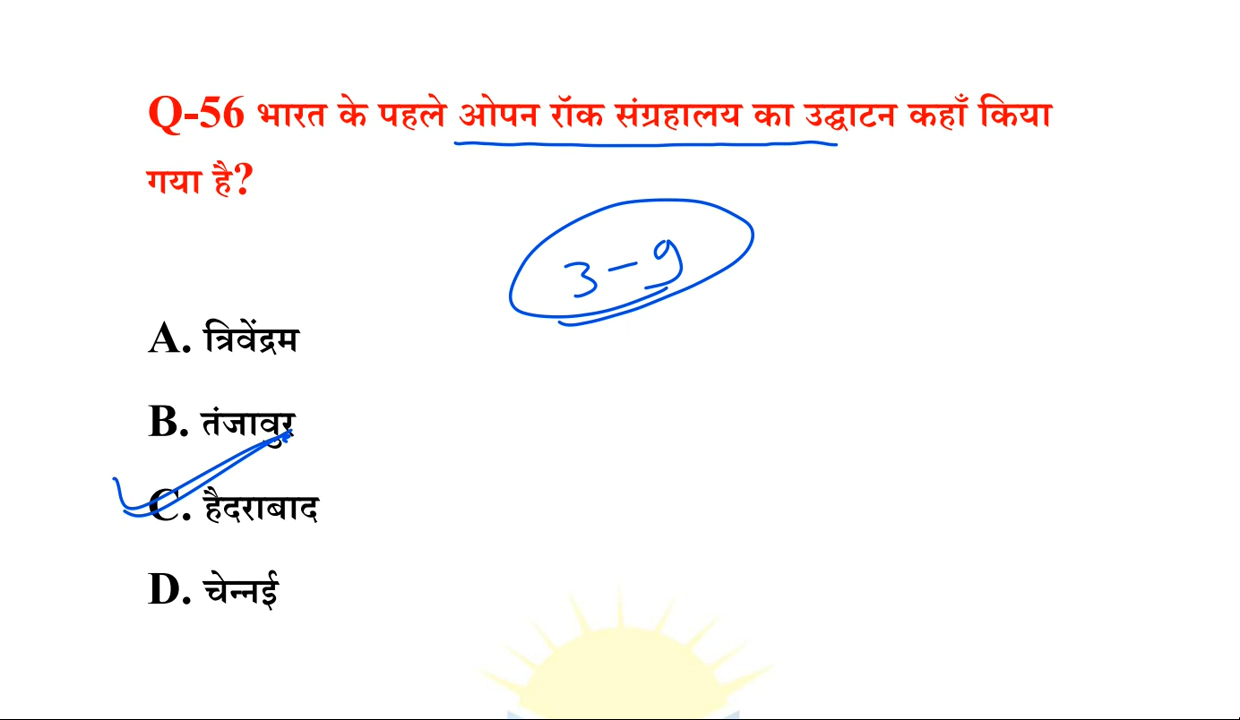 Q-56 भारत के पहले ओपन रॉक संग्रहालय का उद्घाटन कहाँ किया
गया है?
3-9
A. त्रिवेंद्रम
B. तंजावुर
C. हैदराबाद
D. चेन्नई